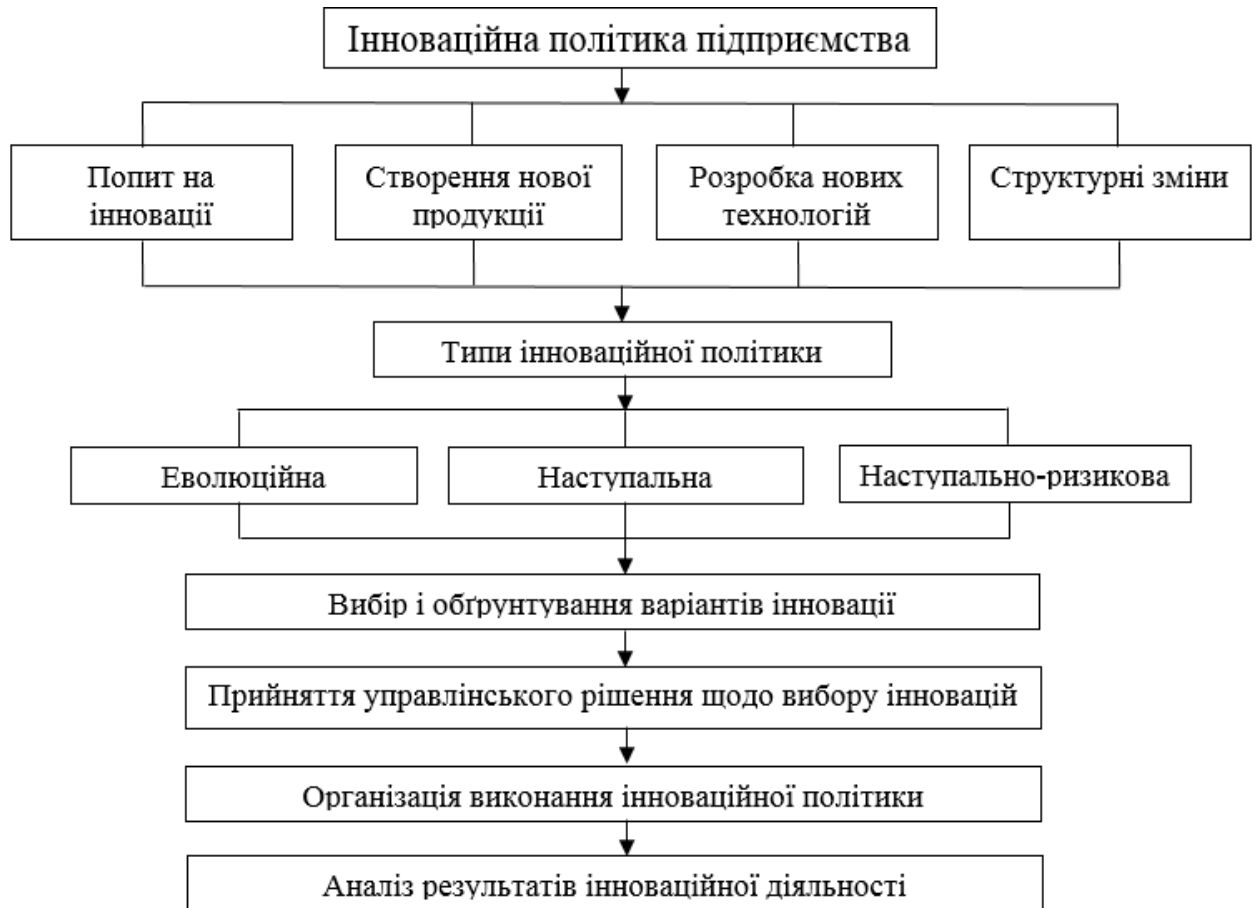 Інноваційна політика підприємства
Попит на
інновації
Створення нової
продукції
Розробка нових
технологій
Структурні зміни
Типи інноваційної політики
Еволюційна
Наступальна
Наступально-ризикова
Вибір і обґрунтування варіантів інновації
Прийняття управлінського рішення щодо вибору інновацій
Організація виконання інноваційної політики
Аналіз результатів інноваційної діяльності